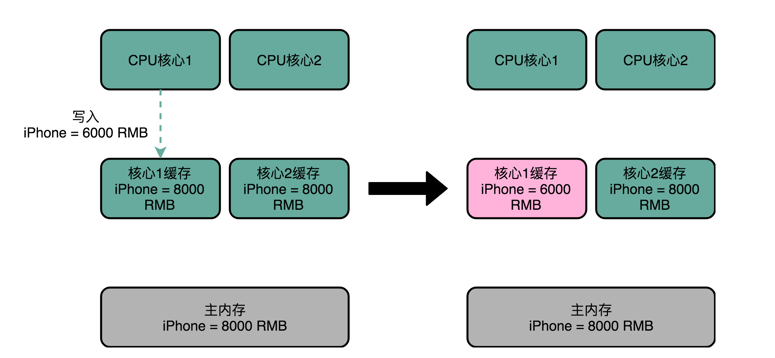 CPU核心1
CPU核心2
写入
iPhone = 6000 RMB
核心1缓存
iPhone = 8000
RMB
核心2缓存
iPhone = 8000
RMB
主内存
iPhone = 8000 RMB
CPU核心1
CPU核心2
核心1缓存
iPhone = 6000
RMB
核心2缓存
iPhone = 8000
RMB
主内存
iPhone = 8000 RMB